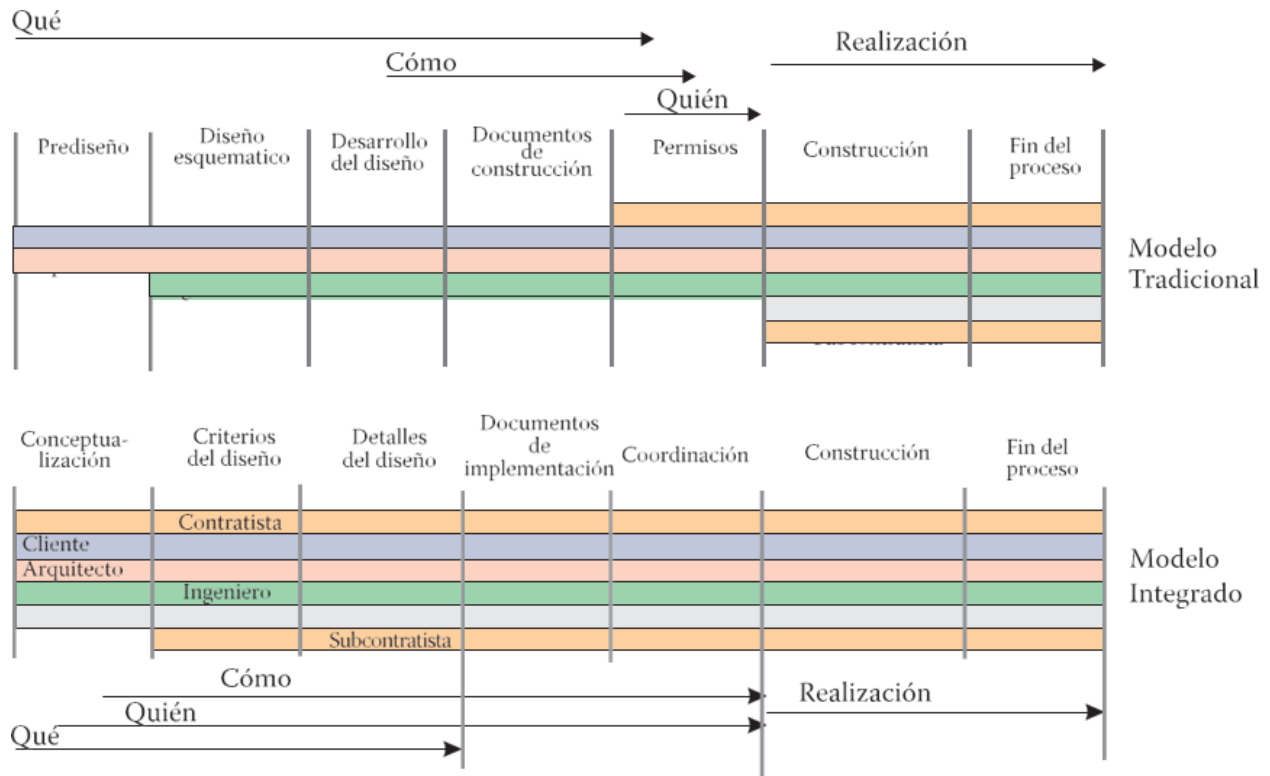 Qué
Cómo
Realización
Quién
Prediseño
Diseño
esquematico
Desarrollo
del diseño
Documentos
de
construcción
Permisos
Construcción
Fin del
proceso
Modelo
Tradicional
Conceptua-
lización
Criterios
del diseño
Detalles
del diseño
Documentos
de
implementación
Coordinación
Construcción
Fin del
proceso
Contratista
Cliente
Arquitecto
Ingeniero
Subcontratista
Modelo
Integrado
Cómo
Realización
Quién
Qué